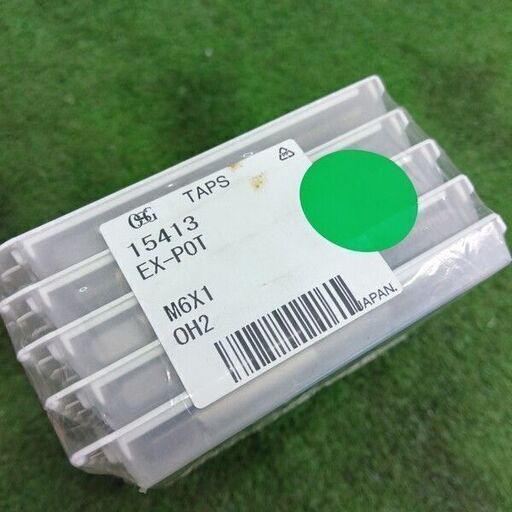 OSG TAPS
15413
EX-POT
M6X1
OH2
JAPAN.